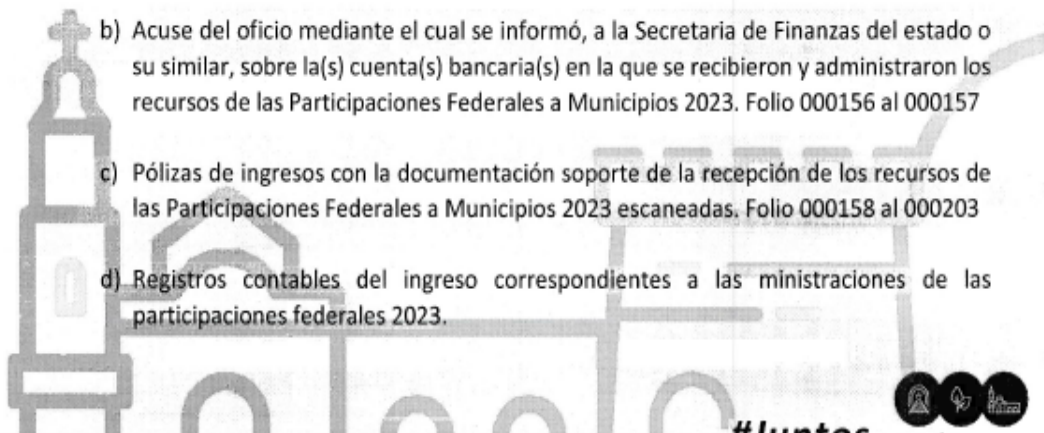 b) Acuse del oficio mediante el cual se informó, a la Secretaria de Finanzas del estado o
su similar, sobre la(s) cuenta(s) bancaria(s) en la que se recibieron y administraron los
recursos de las Participaciones Federales a Municipios 2023. Folio 000156 al 000157
c) Pólizas de ingresos con la documentación soporte de la recepción de los recursos de
las Participaciones Federales a Municipios 2023 escaneadas. Folio 000158 al 000203
d) Registros contables del ingreso correspondientes a las ministraciones de las
participaciones federales 2023.
#Juntos